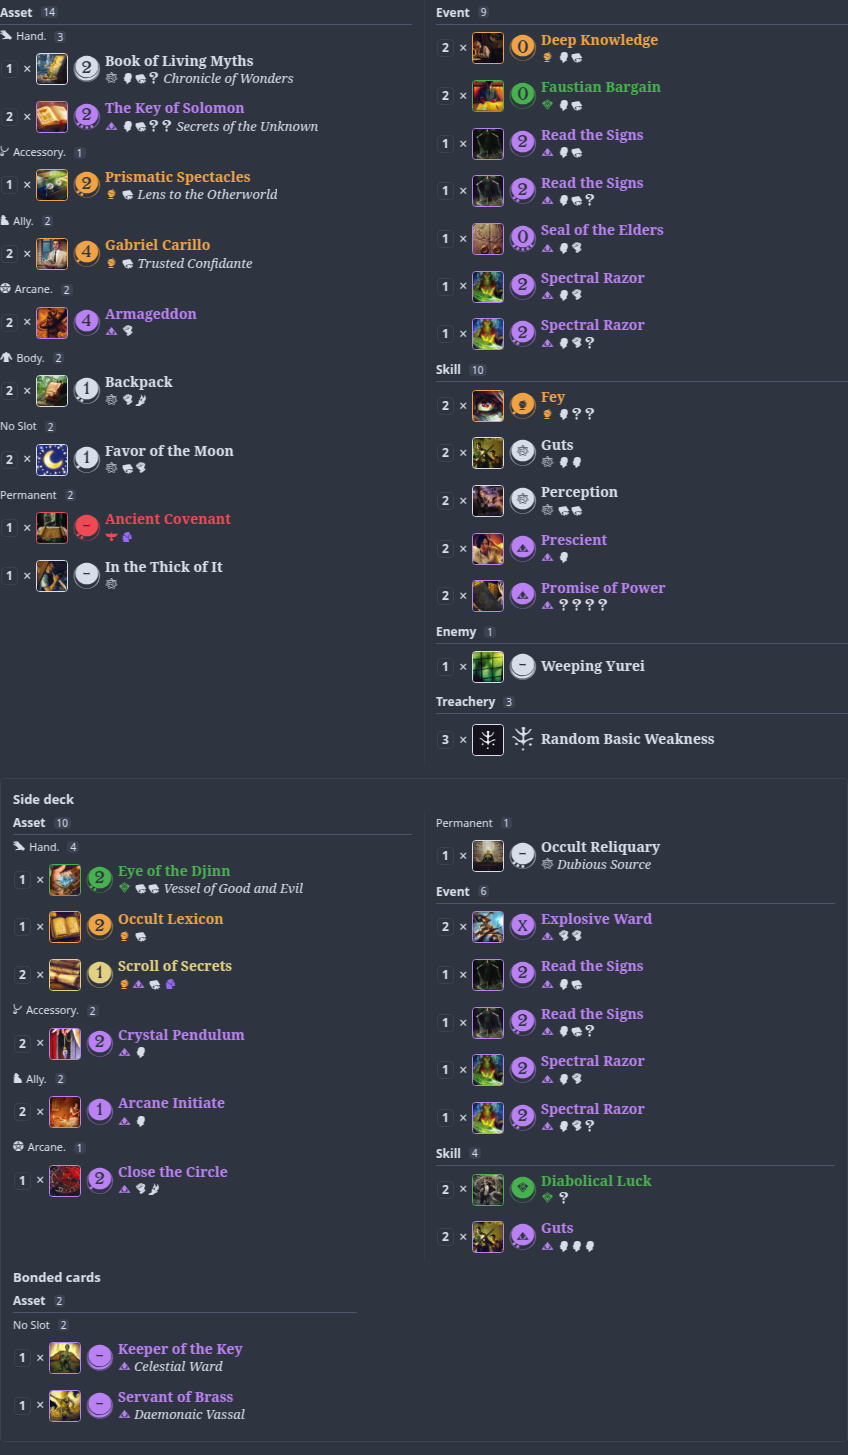 Asset 14
Hand. 3
1 × 2 Book of Living Myths
Chronicle of Wonders
2 × 2 The Key of Solomon
Secrets of the Unknown
Accessory. 1
1 × 2 Prismatic Spectacles
Lens to the Otherworld
Ally. 2
2 × 4 Gabriel Carillo
Trusted Confidante
Arcane. 2
2 × 4 Armageddon
Body. 2
2 × 1 Backpack
No Slot 2
2 × 1 Favor of the Moon
Permanent 2
1 × – Ancient Covenant
1 × – In the Thick of It
Event 9
2 × 0 Deep Knowledge
2 × 0 Faustian Bargain
1 × 2 Read the Signs
1 × 2 Read the Signs
1 × 0 Seal of the Elders
1 × 2 Spectral Razor
1 × 2 Spectral Razor
Skill 10
2 × Fey
2 × Guts
2 × Perception
2 × Prescient
2 × Promise of Power
Enemy 1
1 × – Weeping Yurei
Treachery 3
3 × Random Basic Weakness
Side deck
Asset 10
Hand. 4
1 × 2 Eye of the Djinn
Vessel of Good and Evil
1 × 2 Occult Lexicon
2 × 1 Scroll of Secrets
Accessory. 2
2 × 2 Crystal Pendulum
Ally. 2
2 × 1 Arcane Initiate
Arcane. 1
1 × 2 Close the Circle
Permanent 1
1 × – Occult Reliquary
Dubious Source
Event 6
2 × X Explosive Ward
1 × 2 Read the Signs
1 × 2 Read the Signs
1 × 2 Spectral Razor
1 × 2 Spectral Razor
Skill 4
2 × Diabolical Luck
2 × Guts
Bonded cards
Asset 2
No Slot 2
1 × – Keeper of the Key
Celestial Ward
1 × – Servant of Brass
Daemonaic Vassal